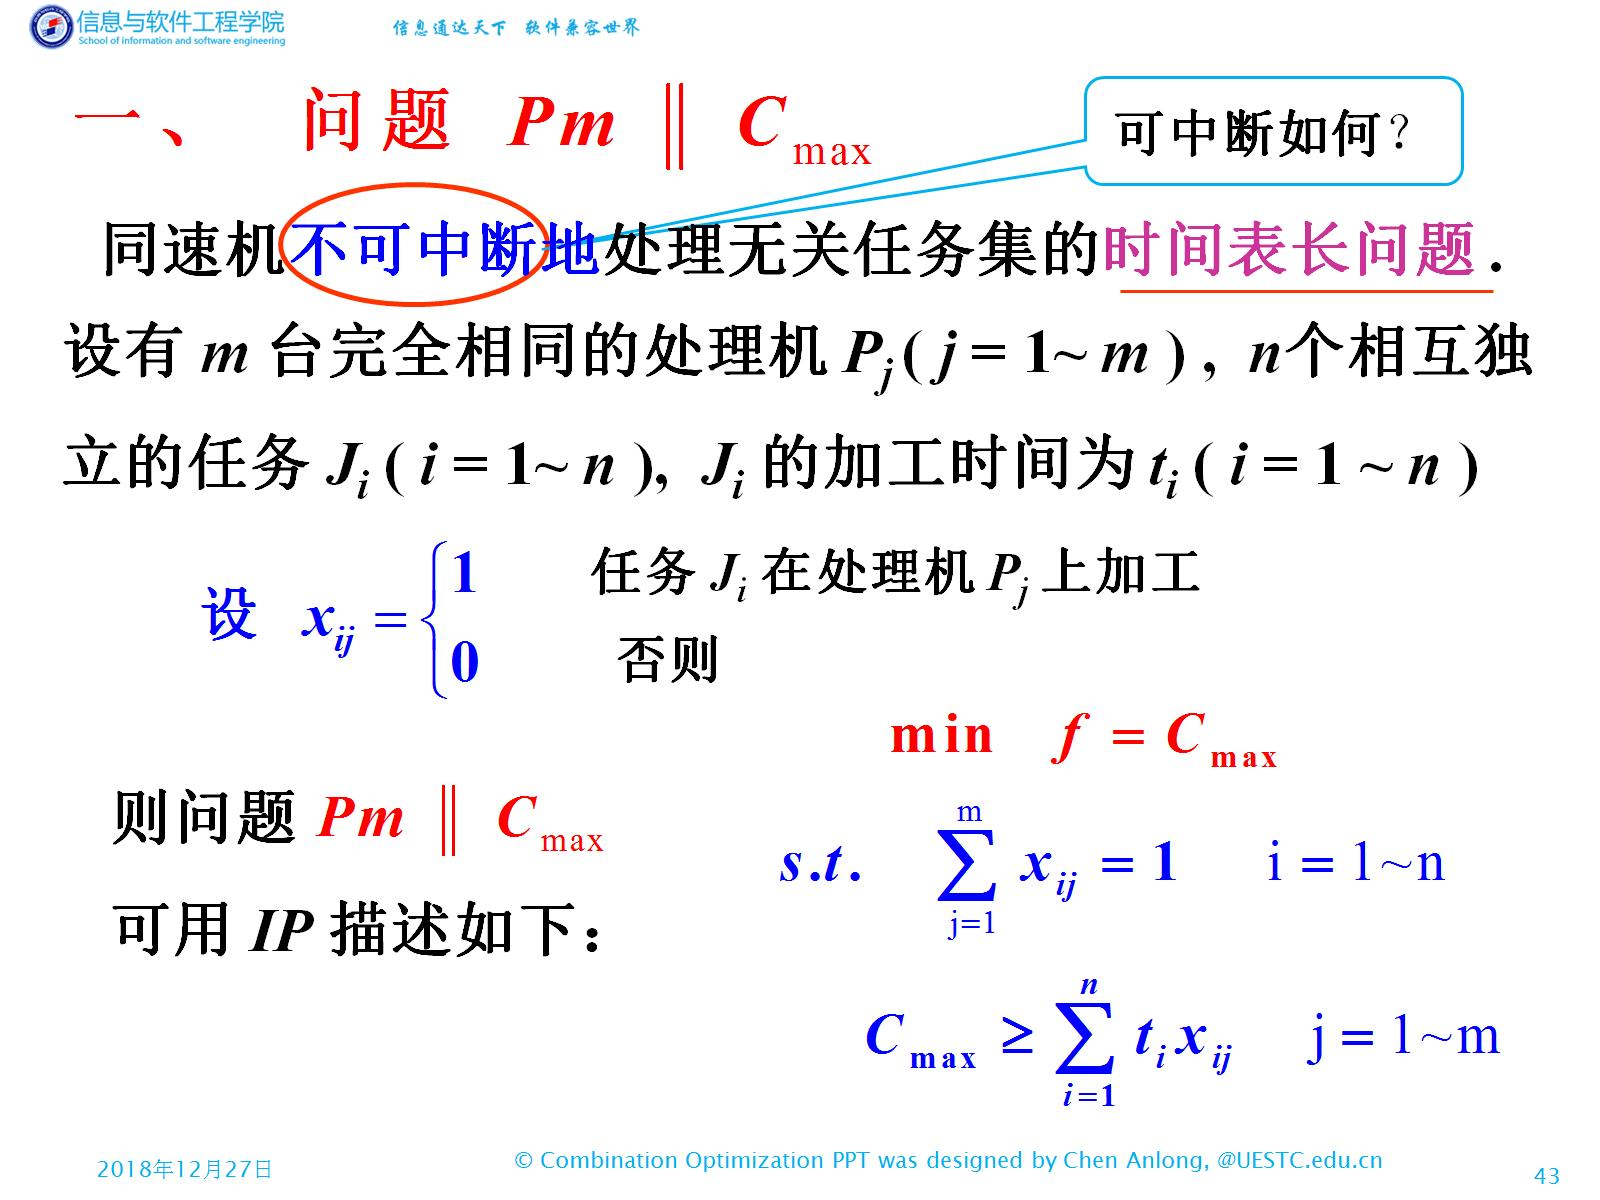 信息与软件工程学院
School of information and software engineering
信息通达天下 软件兼容世界
一、 问题 Pm ‖ Cmax
可中断如何?
同速机不可中断地处理无关任务集的时间表长问题.
设有 m 台完全相同的处理机 Pj ( j = 1~ m ) , n个相互独
立的任务 Ji ( i = 1~ n ), Ji 的加工时间为 ti ( i = 1 ~ n )
设 xij = { 1 任务 Ji 在处理机 Pj 上加工
0 否则
min f = Cmax
则问题 Pm ‖ Cmax
s.t. ∑_{j=1}^{m} xij = 1 i = 1~n
可用 IP 描述如下：
Cmax ≥ ∑_{i=1}^{n} ti xij j = 1~m
2018年12月27日
© Combination Optimization PPT was designed by Chen Anlong, @UESTC.edu.cn
43